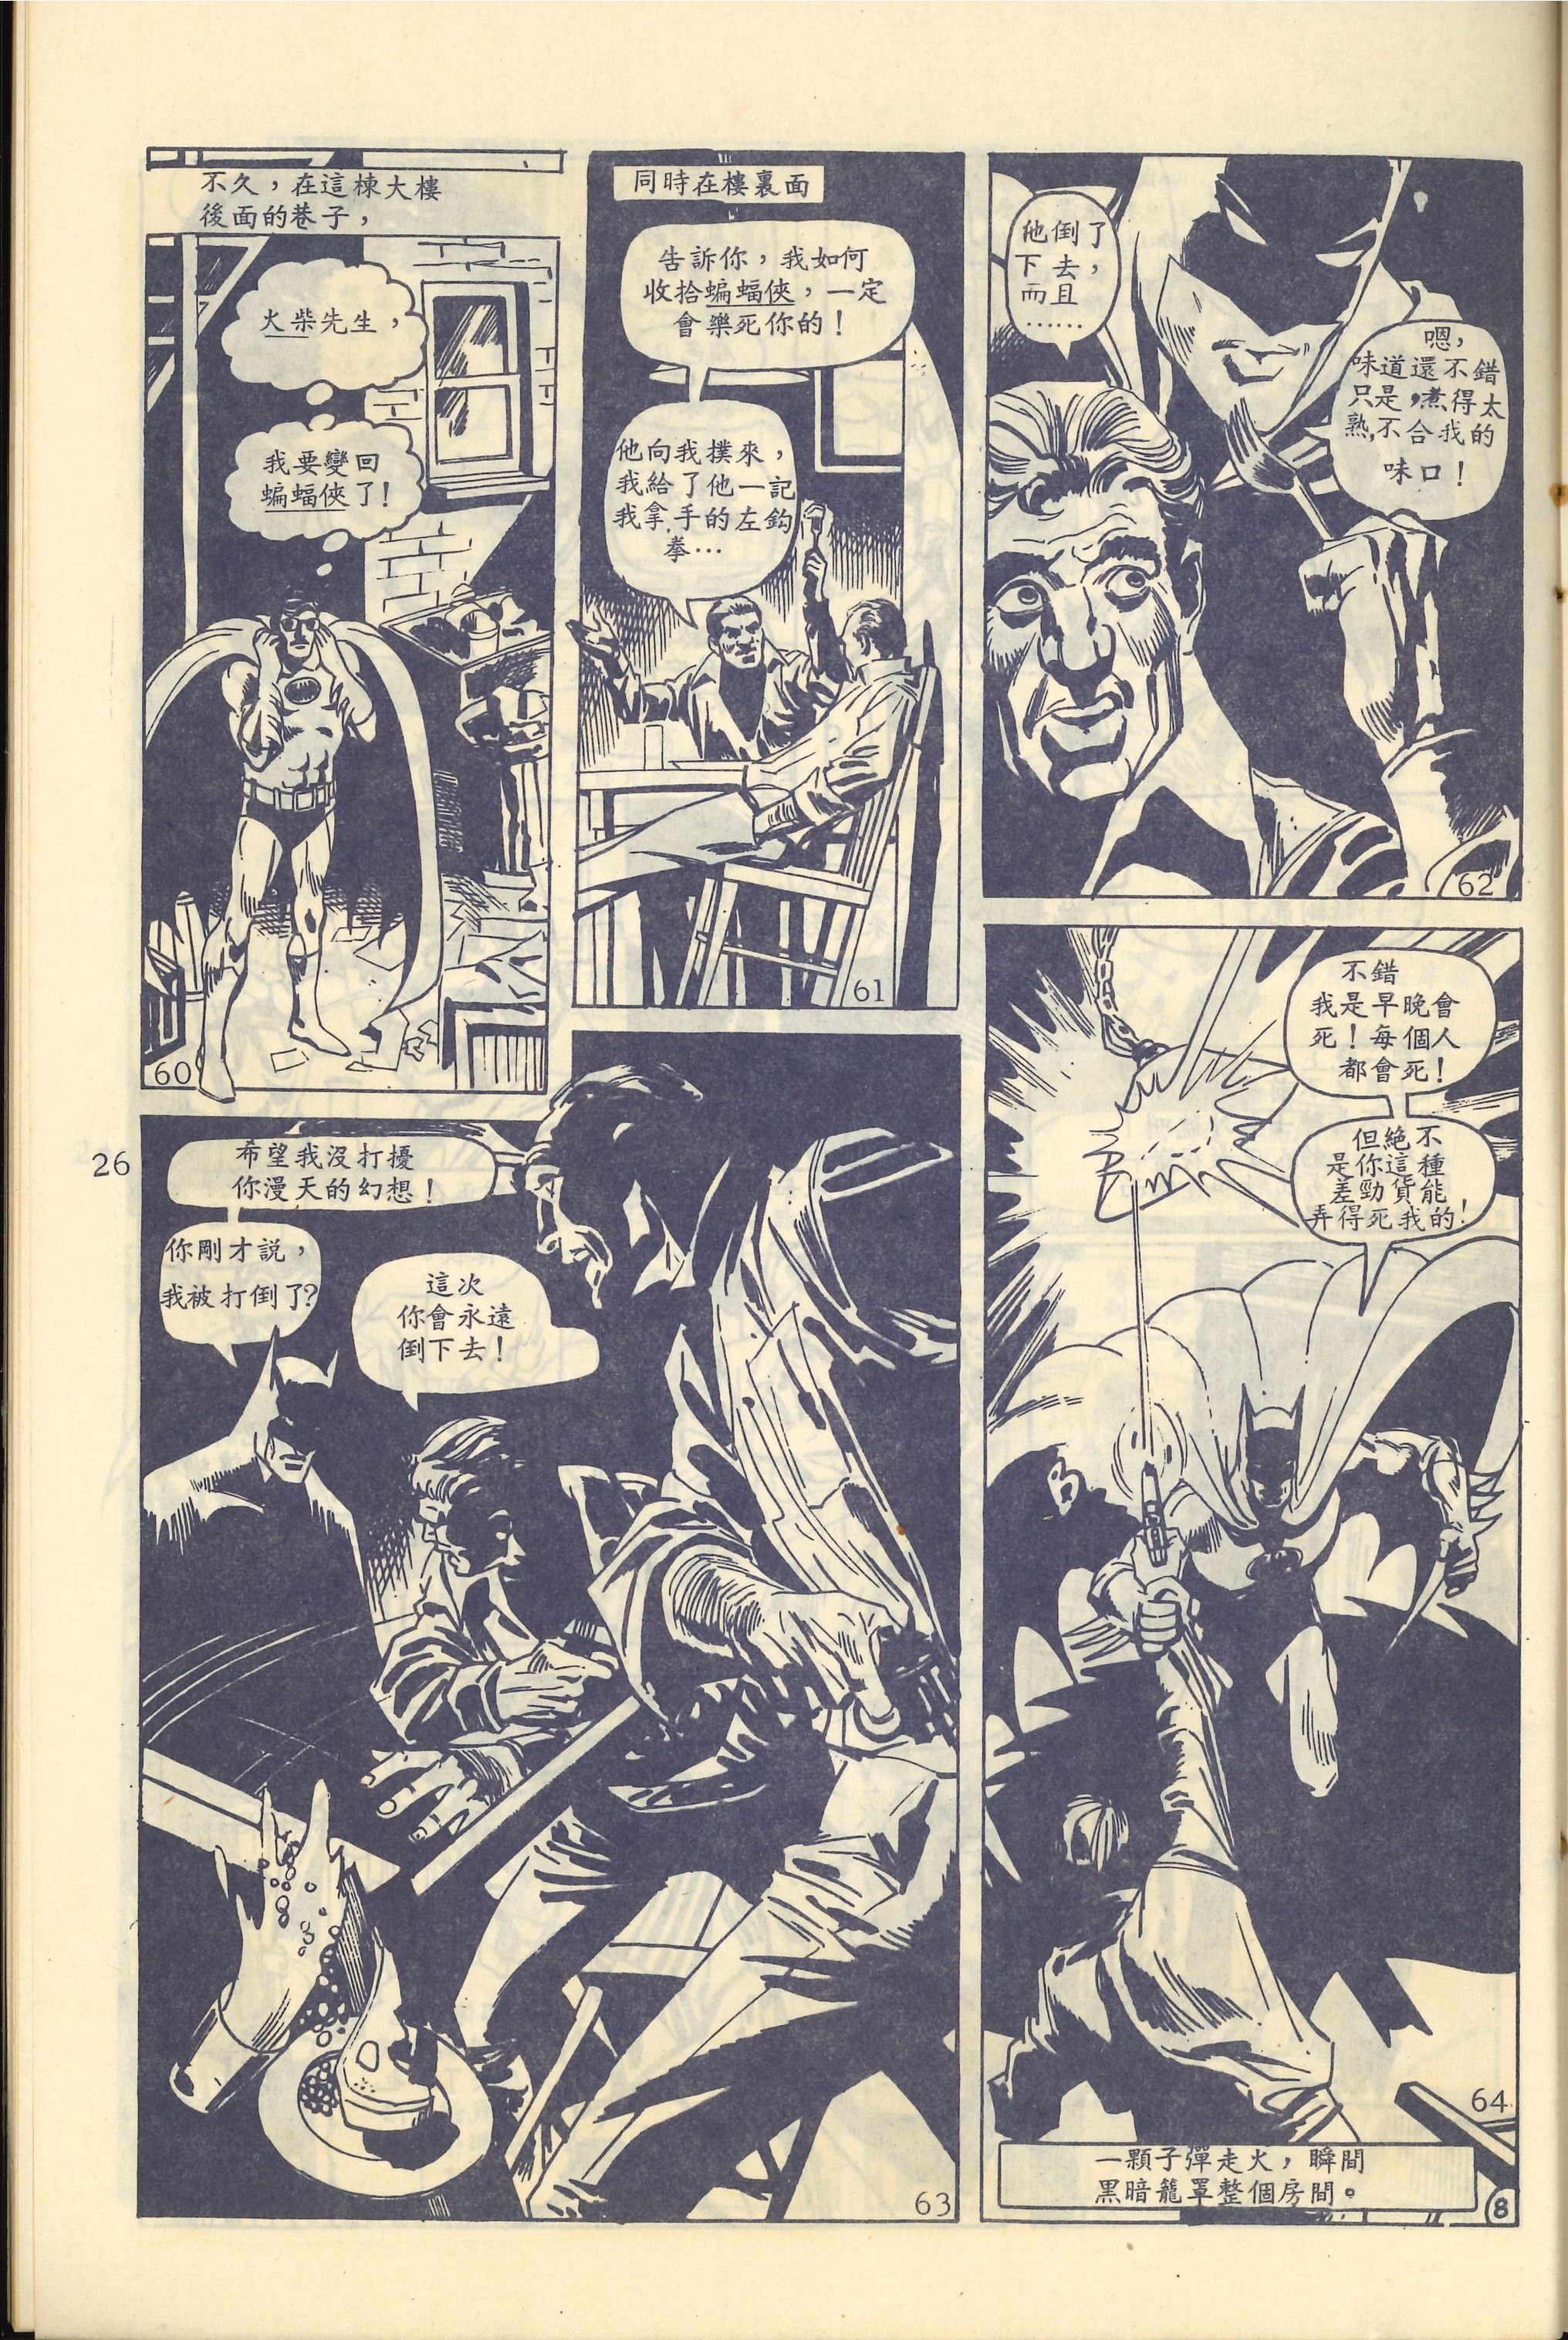 不久，在這棟大樓
後面的巷子，
火柴先生，
我要變回
蝙蝠俠了！
60
同時在樓裏面
告訴你，我如何
收拾蝙蝠俠，一定
會樂死你的！
他向我撲來，
我給了他一記
我拿手的左鈎
拳…
61
他倒了
下去，
而且
……
嗯，
味道還不錯
只是，煮得太
熟，不合我的
味口！
62
希望我沒打擾
你漫天的幻想！
你剛才説，
我被打倒了？
這次
你會永遠
倒下去！
63
不錯
我是早晚會
死！每個人
都會死！
但絕不
是你這種
差勁貨能
弄得死我的！
64
一顆子彈走火，瞬間
黑暗籠罩整個房間。
8
26